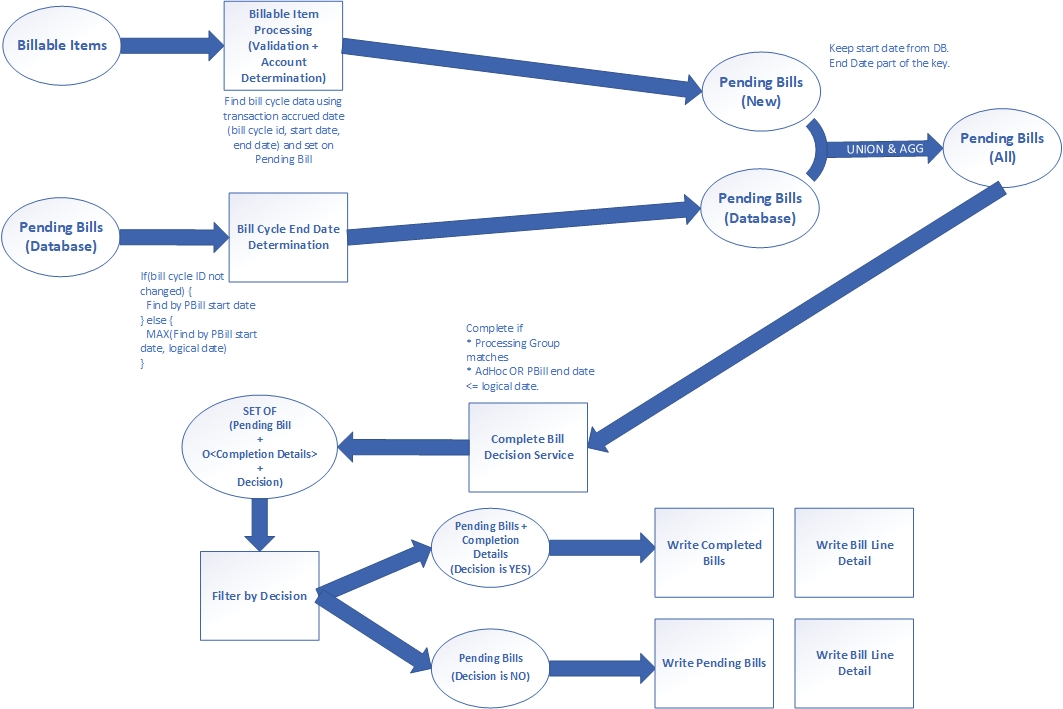 Billable Items
Billable Item
Processing
(Validation +
Account
Determination)
Find bill cycle data using
transaction accrued date
(bill cycle id, start date,
end date) and set on
Pending Bill
Pending Bills
(New)
Keep start date from DB.
End Date part of the key.
UNION & AGG
Pending Bills
(All)
Pending Bills
(Database)
Bill Cycle End Date
Determination
Pending Bills
(Database)
If(bill cycle ID not
changed) {
Find by PBill start date
} else {
MAX(Find by PBill start
date, logical date)
}
Complete if
* Processing Group
matches
* AdHoc OR PBill end date
<= logical date.
Complete Bill
Decision Service
SET OF
(Pending Bill
+
O<Completion Details>
+
Decision)
Filter by Decision
Pending Bills +
Completion
Details
(Decision is YES)
Write Completed
Bills
Write Bill Line
Detail
Pending Bills
(Decision is NO)
Write Pending Bills
Write Bill Line
Detail